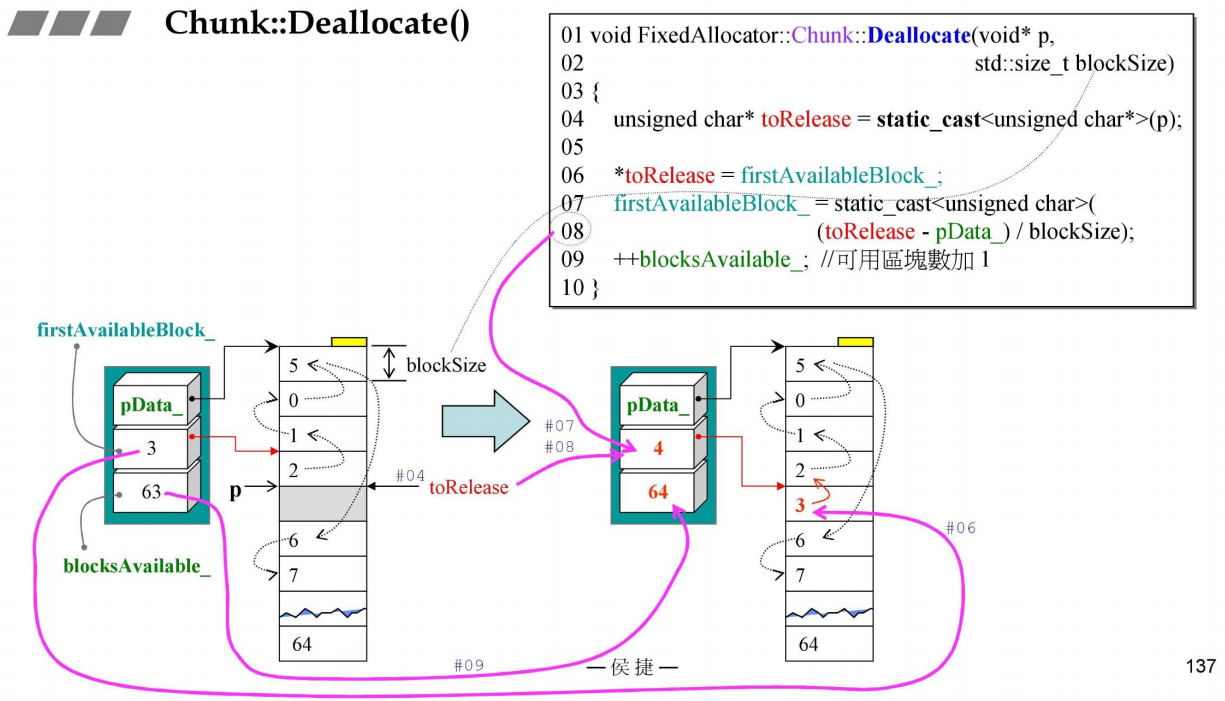 Chunk::Deallocate()
01 void FixedAllocator::Chunk::Deallocate(void* p,
02 std::size_t blockSize)
03 {
04 unsigned char* toRelease = static_cast<unsigned char*>(p);
05
06 *toRelease = firstAvailableBlock_;
07 firstAvailableBlock_ = static_cast<unsigned char>(
08 (toRelease - pData_) / blockSize);
09 ++blocksAvailable_; //可用區塊數加 1
10 }
firstAvailableBlock_
pData_
3
63
blocksAvailable_
5
0
1
2
6
7
64
blockSize
p
#04
toRelease
#07
#08
pData_
4
64
5
0
1
2
3
6
7
64
#06
#09
—侯捷—
137